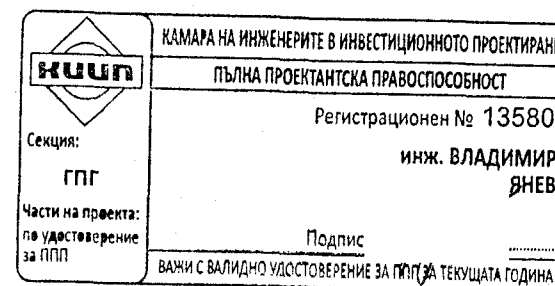 КАМАРА НА ИНЖЕНЕРИТЕ В ИНВЕСТИЦИОННОТО ПРОЕКТИРАН
киип
ПЪЛНА ПРОЕКТАНТСКА ПРАВОСПОСОБНОСТ
Регистрационен № 13580
Секция:
ГПГ
инж. ВЛАДИМИР
ЯНЕВ
Части на проекта:
по удостоверение
за ППП
Подпис
ВАЖИ С ВАЛИДНО УДОСТОВЕРЕНИЕ ЗА ППП ЗА ТЕКУЩАТА ГОДИНА